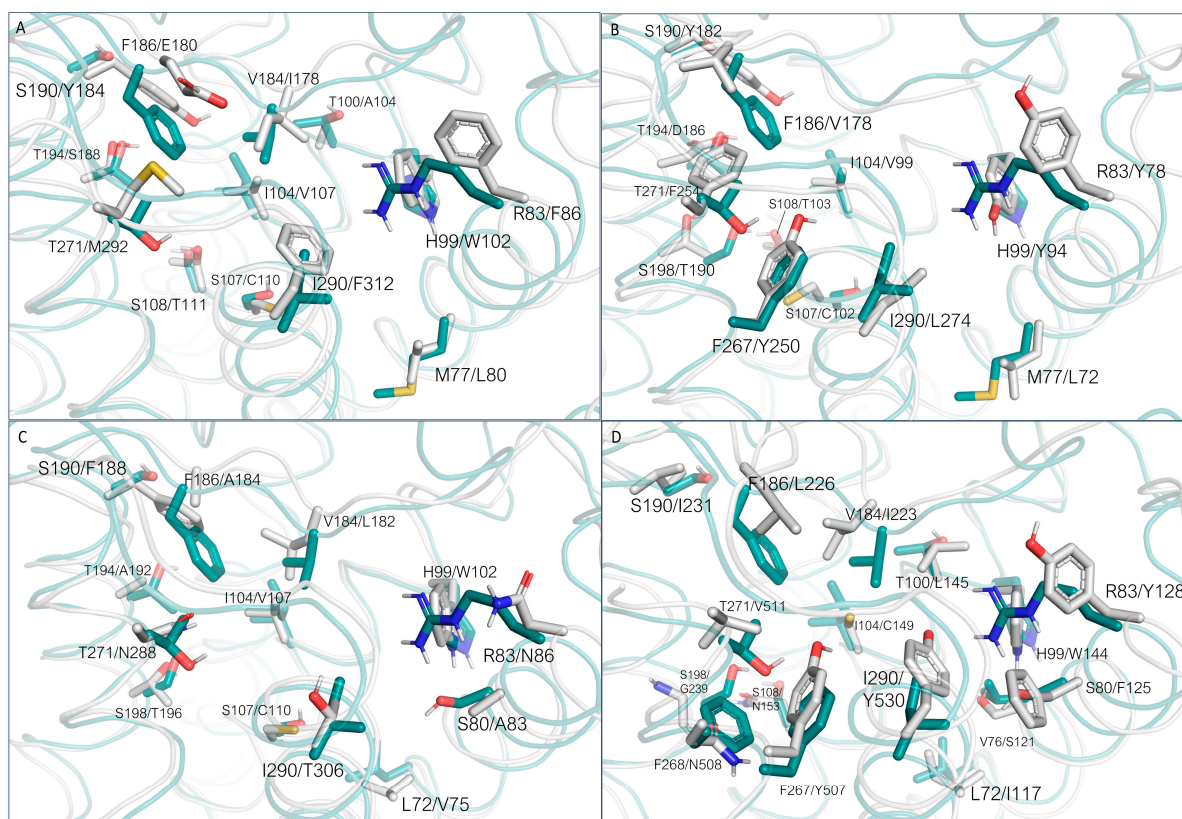 A
F186/E180
S190/Y184
V184/I178
T100/A104
T194/S188
I104/V107
R83/F86
H99/W102
T271/M292
S108/T111
S107/C110
I290/F312
M77/L80
B
S190/Y182
F186/V178
T194/D186
I104/V99
R83/Y78
T271/F254
S108/T103
H99/Y94
S198/T190
S107/C102
I290/L274
F267/Y250
M77/L72
C
S190/F188
F186/A184
V184/L182
T194/A192
H99/W102
I104/V107
T271/N288
R83/N86
S198/T196
S107/C110
S80/A83
I290/T306
L72/V75
D
F186/L226
S190/I231
V184/I223
T100/L145
R83/Y128
T271/V511
I104/C149
H99/W144
S198/
G239
S108/
N153
I290/
Y530
S80/F125
V76/S121
F268/N508
F267/Y507
L72/I117